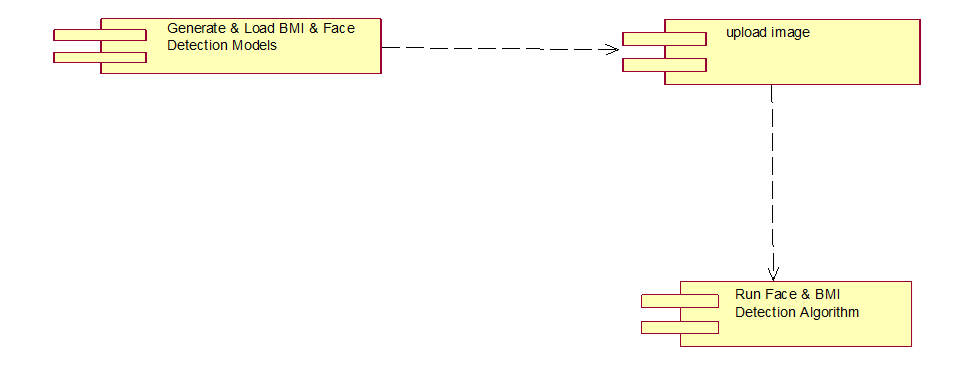 Generate & Load BMI & Face
Detection Models
upload image
Run Face & BMI
Detection Algorithm